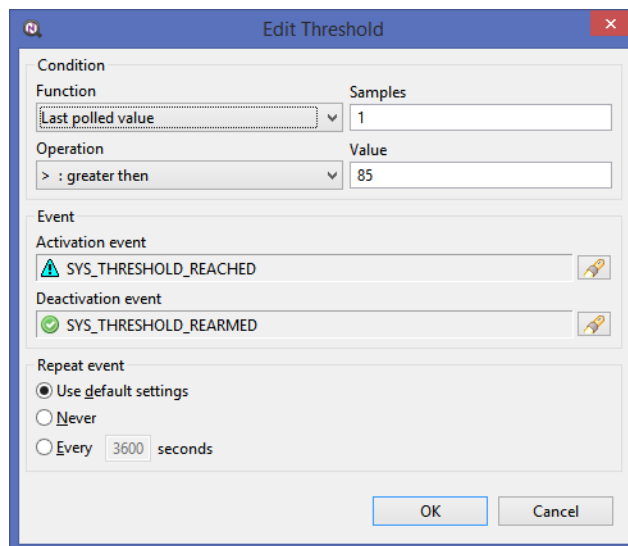 Edit Threshold
Condition
Function
Samples
Last polled value
1
Operation
Value
> : greater then
85
Event
Activation event
SYS_THRESHOLD_REACHED
Deactivation event
SYS_THRESHOLD_REARMED
Repeat event
Use default settings
Never
Every 3600 seconds
OK Cancel